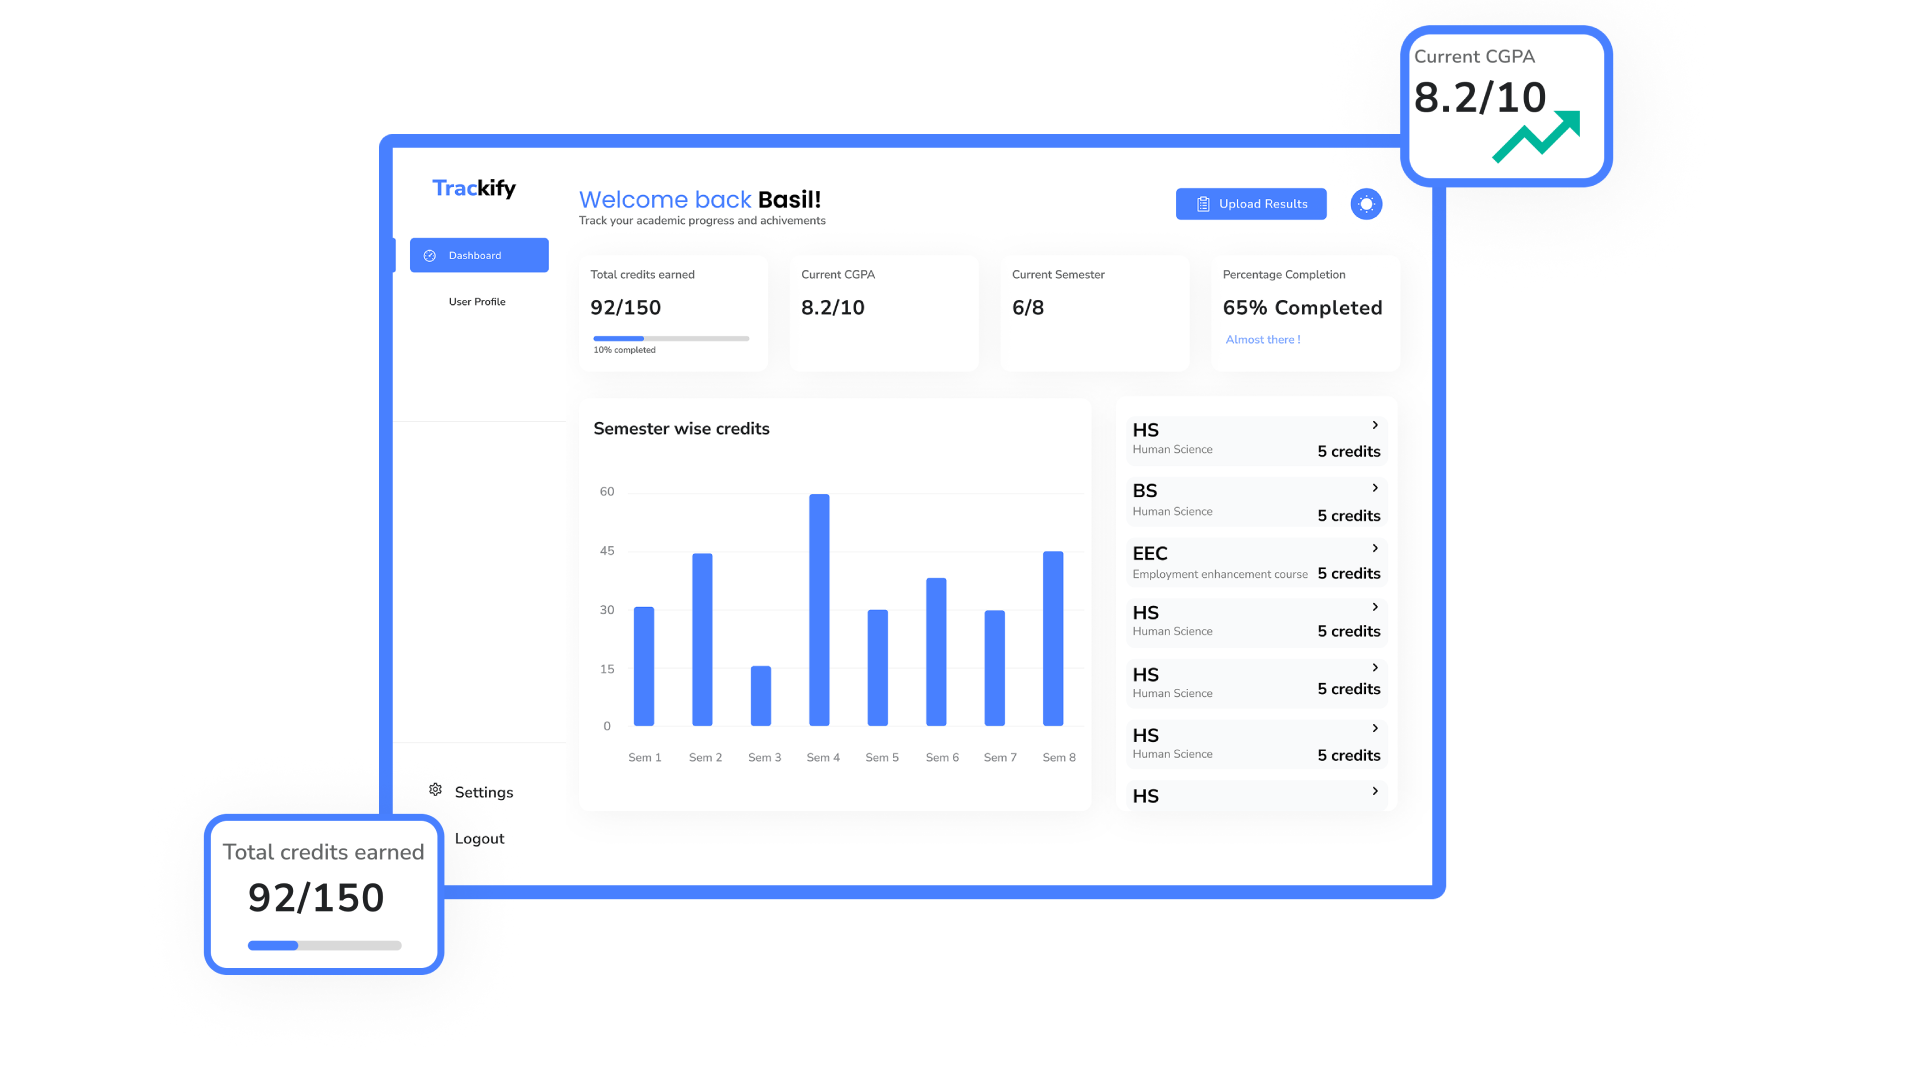 Current CGPA
8.2/10
Trackify
Welcome back Basil!
Track your academic progress and achivements
Upload Results
Dashboard
User Profile
Total credits earned
92/150
10% completed
Current CGPA
8.2/10
Current Semester
6/8
Percentage Completion
65% Completed
Almost there !
Semester wise credits
60
45
30
15
0
Sem 1 Sem 2 Sem 3 Sem 4 Sem 5 Sem 6 Sem 7 Sem 8
HS
Human Science
5 credits
BS
Human Science
5 credits
EEC
Employment enhancement course
5 credits
HS
Human Science
5 credits
HS
Human Science
5 credits
HS
Human Science
5 credits
HS
Settings
Logout
Total credits earned
92/150